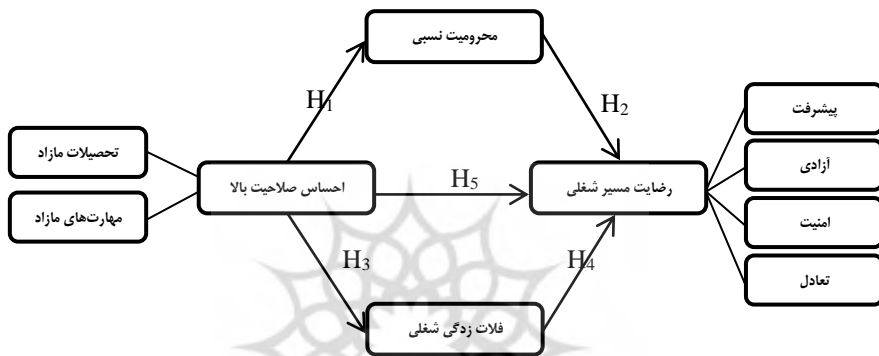 محرومیت نسبی
H₁
H₂
پیشرفت
تحصیلات مازاد
آزادی
احساس صلاحیت بالا
H₅
رضایت مسیر شغلی
مهارت‌های مازاد
امنیت
H₃
H₄
تعادل
فلات زدگی شغلی